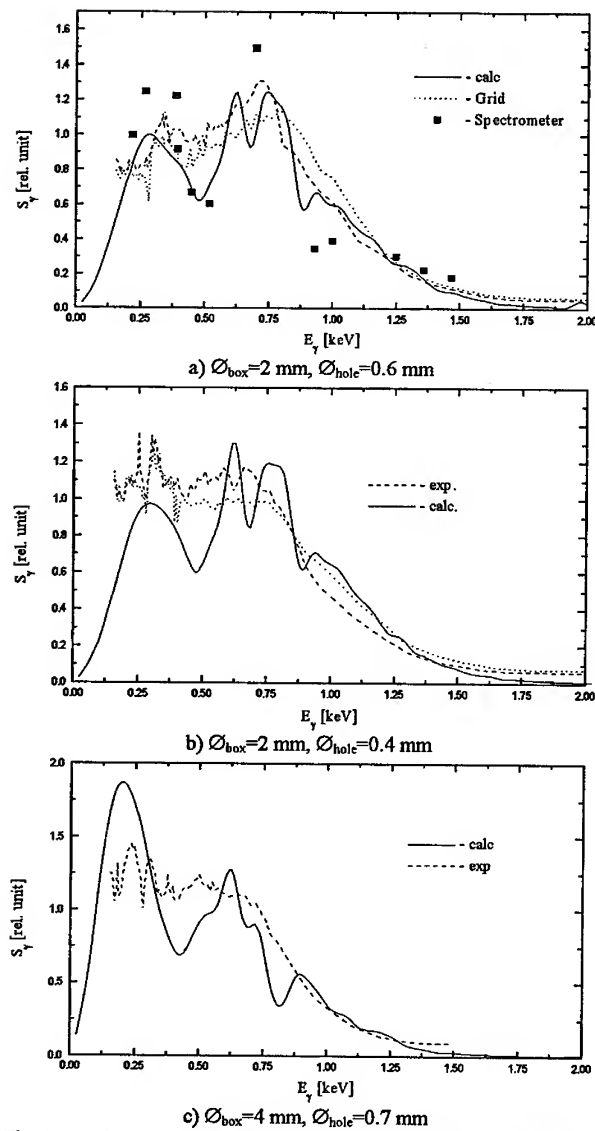 1.6
1.4
1.2
1.0
0.8
0.6
0.4
0.2
0.0
S_γ [rel. unit]
- calc
- Grid
- Spectrometer
0.00 0.25 0.50 0.75 1.00 1.25 1.50 1.75 2.00
E_γ [keV]
a) ∅box=2 mm, ∅hole=0.6 mm
1.6
1.4
1.2
1.0
0.8
0.6
0.4
0.2
0.0
S_γ [rel. unit]
exp.
calc.
0.00 0.25 0.50 0.75 1.00 1.25 1.50 1.75 2.00
E_γ [keV]
b) ∅box=2 mm, ∅hole=0.4 mm
2.0
1.5
1.0
0.5
0.0
S_γ [rel. unit]
- calc
exp
0.00 0.25 0.50 0.75 1.00 1.25 1.50 1.75 2.00
E_γ [keV]
c) ∅box=4 mm, ∅hole=0.7 mm